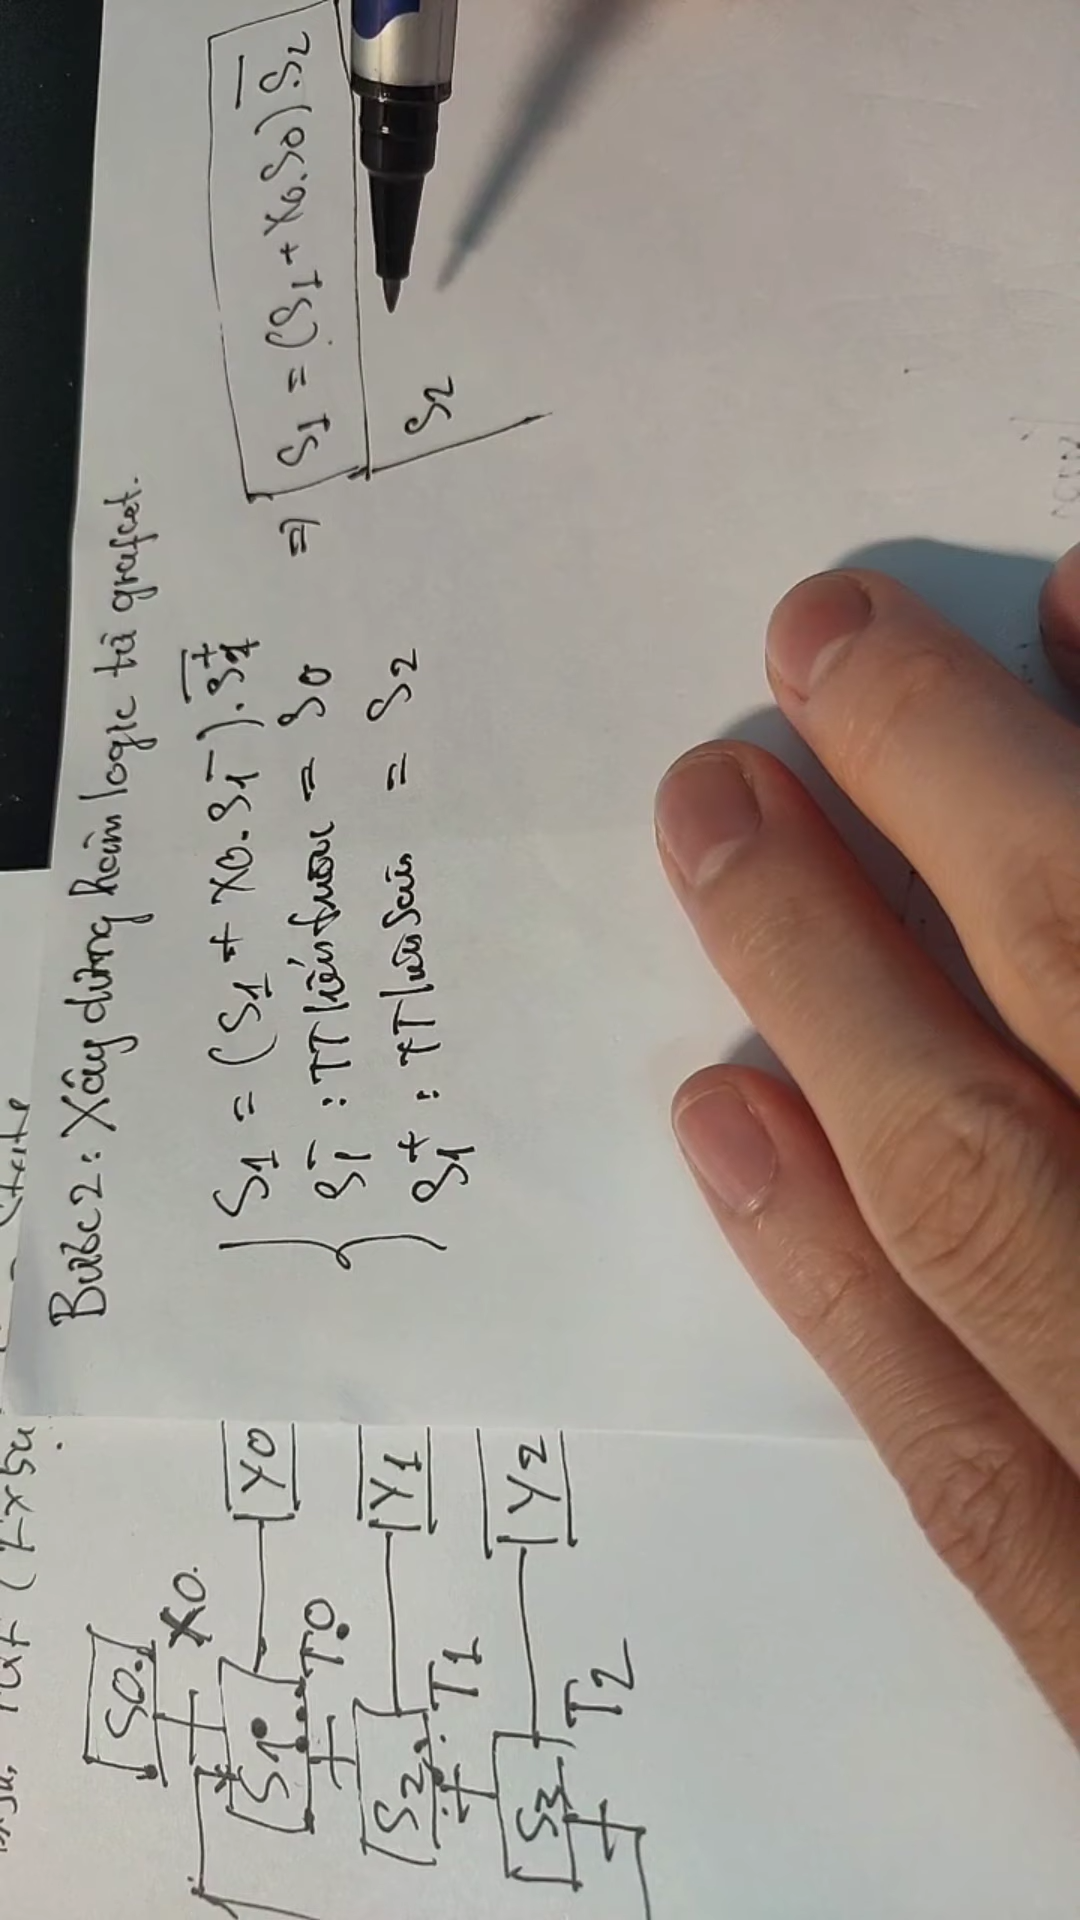 Bước 2: Xây dựng hàm logic từ grafcet.
S1 = (S1 + X0.S1⁻).S1⁺̅ ⇒ S1 = (S1 + X0.S0)S̅2̅
S1⁻ : TT liền trước = S0
S1⁺ : TT liền sau = S2
S2
S0
X0
S1 Y0
T0
S2 Y1
T1
S3 Y2
T2